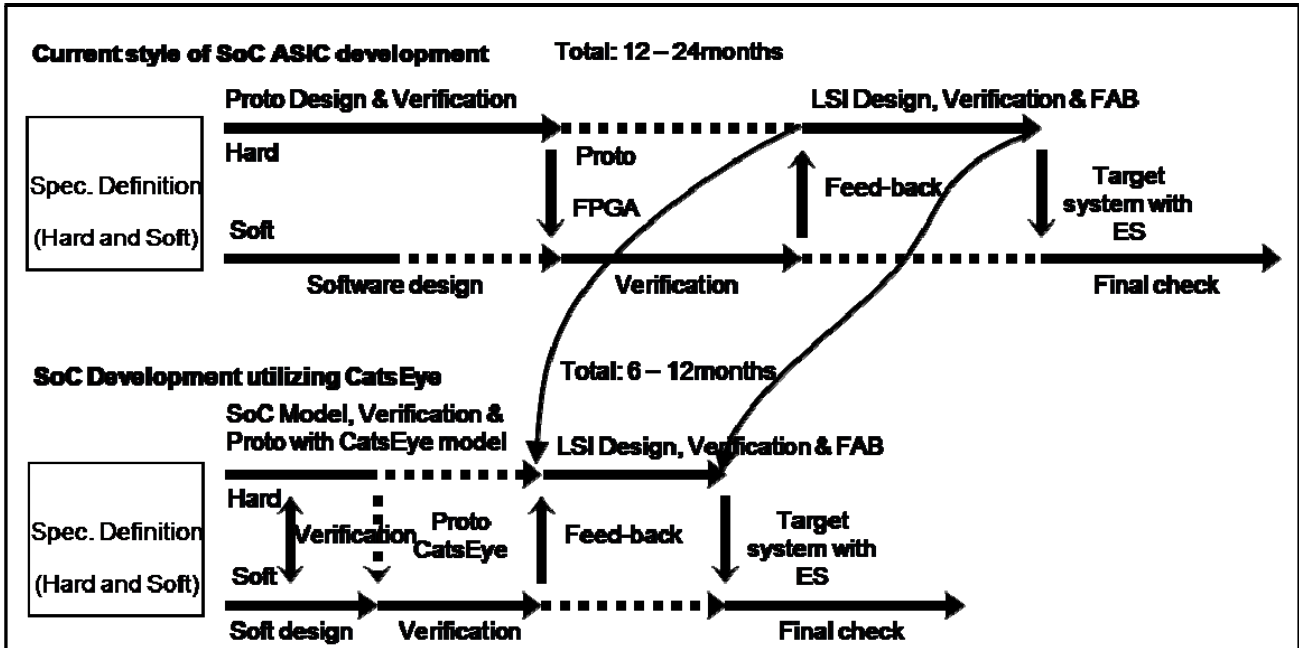 Current style of SoC ASIC development
Total: 12 – 24months
Proto Design & Verification
LSI Design, Verification & FAB
Spec. Definition
(Hard and Soft)
Hard
Proto
FPGA
Feed-back
Target
system with
ES
Soft
Software design
Verification
Final check
SoC Development utilizing CatsEye
Total: 6 – 12months
SoC Model, Verification &
Proto with CatsEye model
LSI Design, Verification & FAB
Spec. Definition
(Hard and Soft)
Hard
Verification
Proto
CatsEye
Feed-back
Target
system with
ES
Soft
Soft design
Verification
Final check